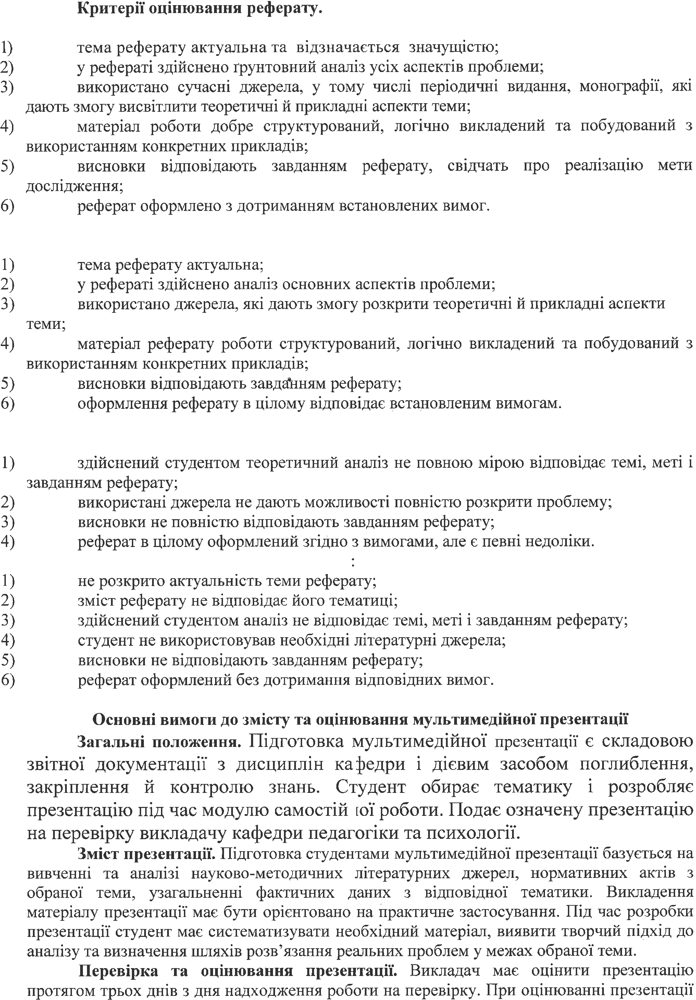 Критерії оцінювання реферату.
1) тема реферату актуальна та відзначається значущістю;
2) у рефераті здійснено ґрунтовний аналіз усіх аспектів проблеми;
3) використано сучасні джерела, у тому числі періодичні видання, монографії, які
дають змогу висвітлити теоретичні й прикладні аспекти теми;
4) матеріал роботи добре структурований, логічно викладений та побудований з
використанням конкретних прикладів;
5) висновки відповідають завданням реферату, свідчать про реалізацію мети
дослідження;
6) реферат оформлено з дотриманням встановлених вимог.
1) тема реферату актуальна;
2) у рефераті здійснено аналіз основних аспектів проблеми;
3) використано джерела, які дають змогу розкрити теоретичні й прикладні аспекти
теми;
4) матеріал реферату роботи структурований, логічно викладений та побудований з
використанням конкретних прикладів;
5) висновки відповідають завданням реферату;
6) оформлення реферату в цілому відповідає встановленим вимогам.
1) здійснений студентом теоретичний аналіз не повною мірою відповідає темі, меті і
завданням реферату;
2) використані джерела не дають можливості повністю розкрити проблему;
3) висновки не повністю відповідають завданням реферату;
4) реферат в цілому оформлений згідно з вимогами, але є певні недоліки.
:
1) не розкрито актуальність теми реферату;
2) зміст реферату не відповідає його тематиці;
3) здійснений студентом аналіз не відповідає темі, меті і завданням реферату;
4) студент не використовував необхідні літературні джерела;
5) висновки не відповідають завданням реферату;
6) реферат оформлений без дотримання відповідних вимог.
Основні вимоги до змісту та оцінювання мультимедійної презентації
Загальні положення. Підготовка мультимедійної презентації є складовою
звітної документації з дисциплін кафедри і дієвим засобом поглиблення,
закріплення й контролю знань. Студент обирає тематику і розробляє
презентацію під час модулю самостійної роботи. Подає означену презентацію
на перевірку викладачу кафедри педагогіки та психології.
Зміст презентації. Підготовка студентами мультимедійної презентації базується на
вивченні та аналізі науково-методичних літературних джерел, нормативних актів з
обраної теми, узагальненні фактичних даних з відповідної тематики. Викладення
матеріалу презентації має бути орієнтовано на практичне застосування. Під час розробки
презентації студент має систематизувати необхідний матеріал, виявити творчий підхід до
аналізу та визначення шляхів розв’язання реальних проблем у межах обраної теми.
Перевірка та оцінювання презентації. Викладач має оцінити презентацію
протягом трьох днів з дня надходження роботи на перевірку. При оцінюванні презентації